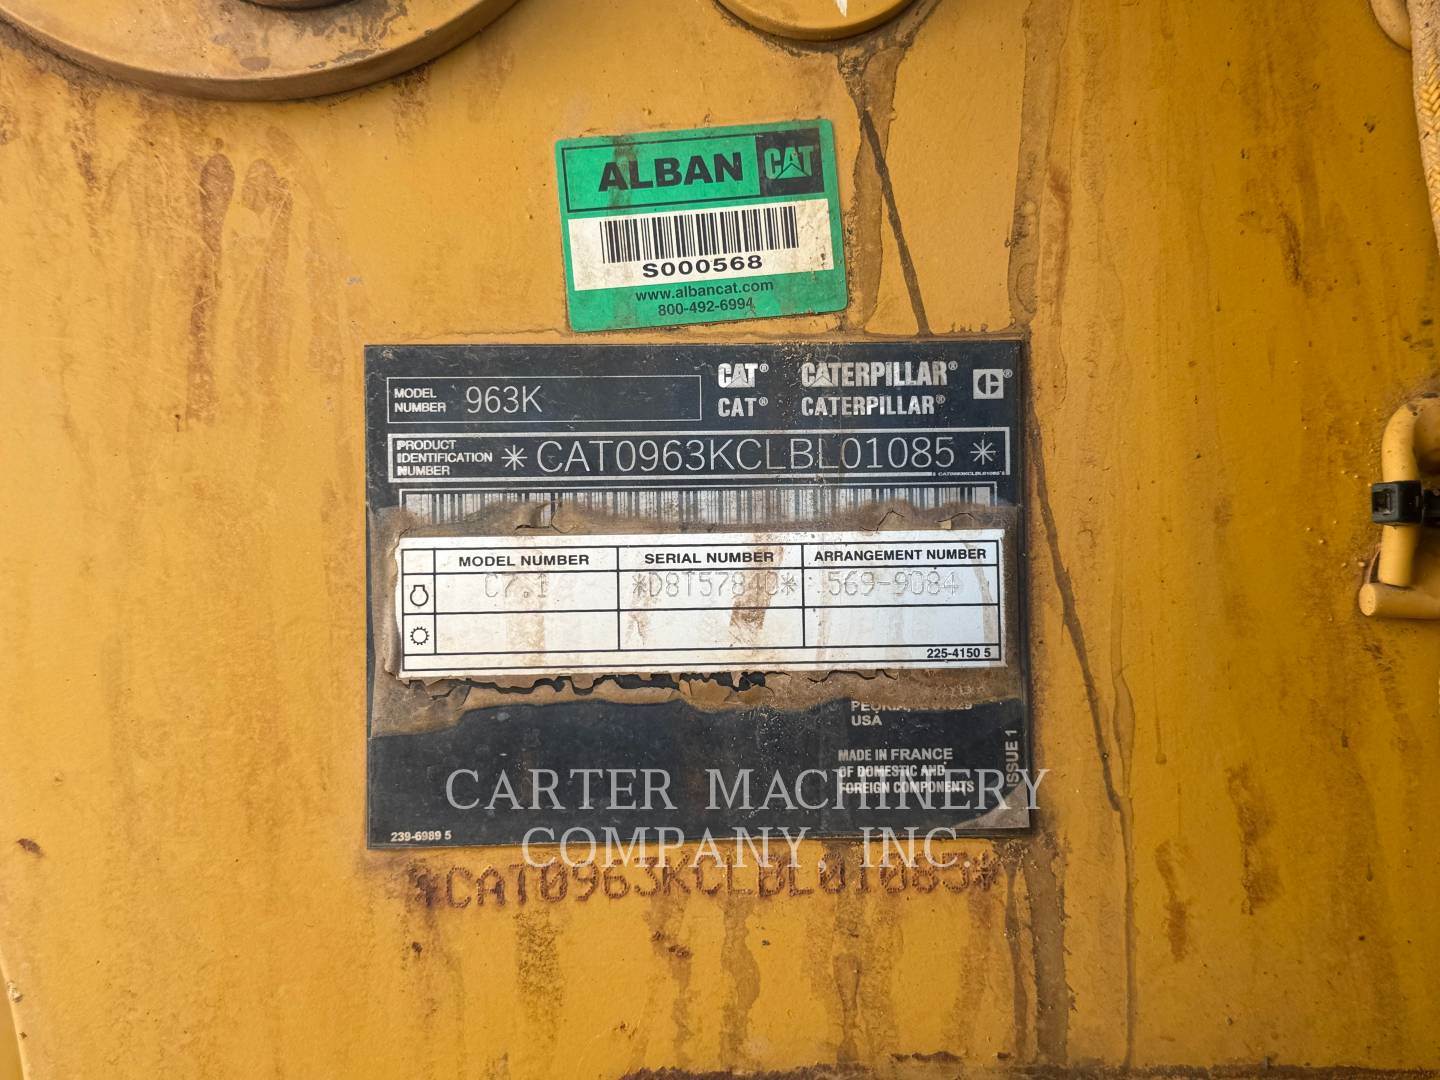 ALBAN CAT
S000568
www.albancat.com
800-492-6994
CAT® CATERPILLAR® C®
CAT® CATERPILLAR®
MODEL NUMBER 963K
PRODUCT IDENTIFICATION NUMBER *CAT0963KCLBL01085*
MODEL NUMBER SERIAL NUMBER ARRANGEMENT NUMBER
C7.1 *D8T57840* 569-9084
225-4150 5
USA
MADE IN FRANCE
OF DOMESTIC AND
FOREIGN COMPONENTS
ISSUE 1
239-6989 5
CARTER MACHINERY
COMPANY, INC.
*CAT0963KCLBL01085*